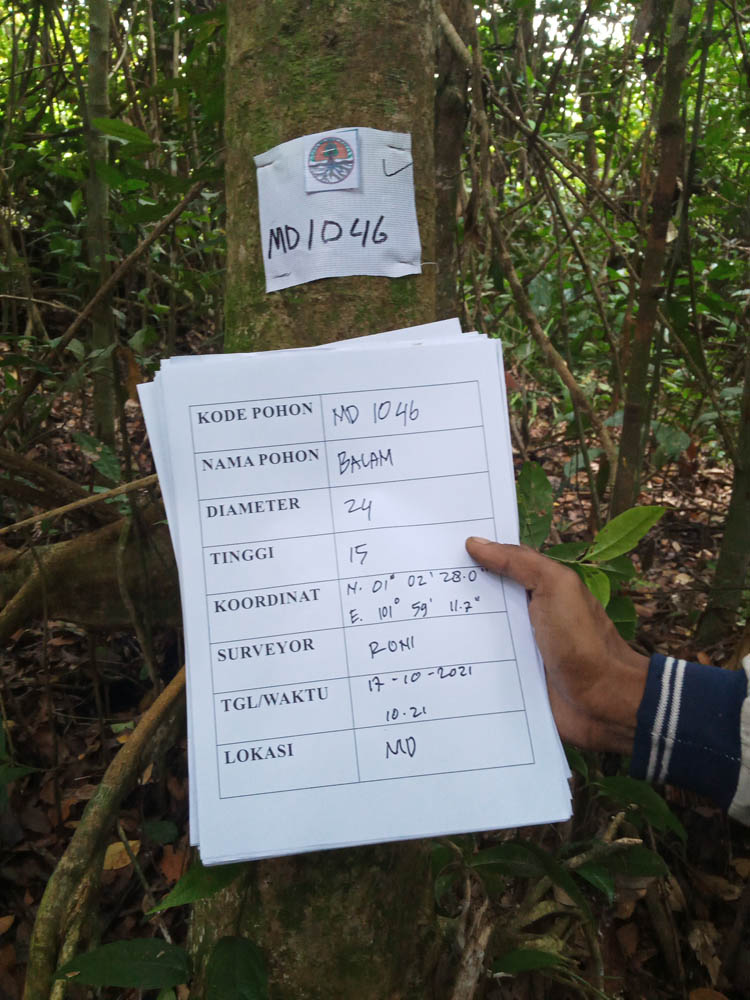 MD1046
KODE POHON MD 1046
NAMA POHON BALAM
DIAMETER 24
TINGGI 15
KOORDINAT N. 01° 02' 28.0"
E. 101° 59' 11.7"
SURVEYOR RONI
TGL/WAKTU 17-10-2021
10.21
LOKASI MD